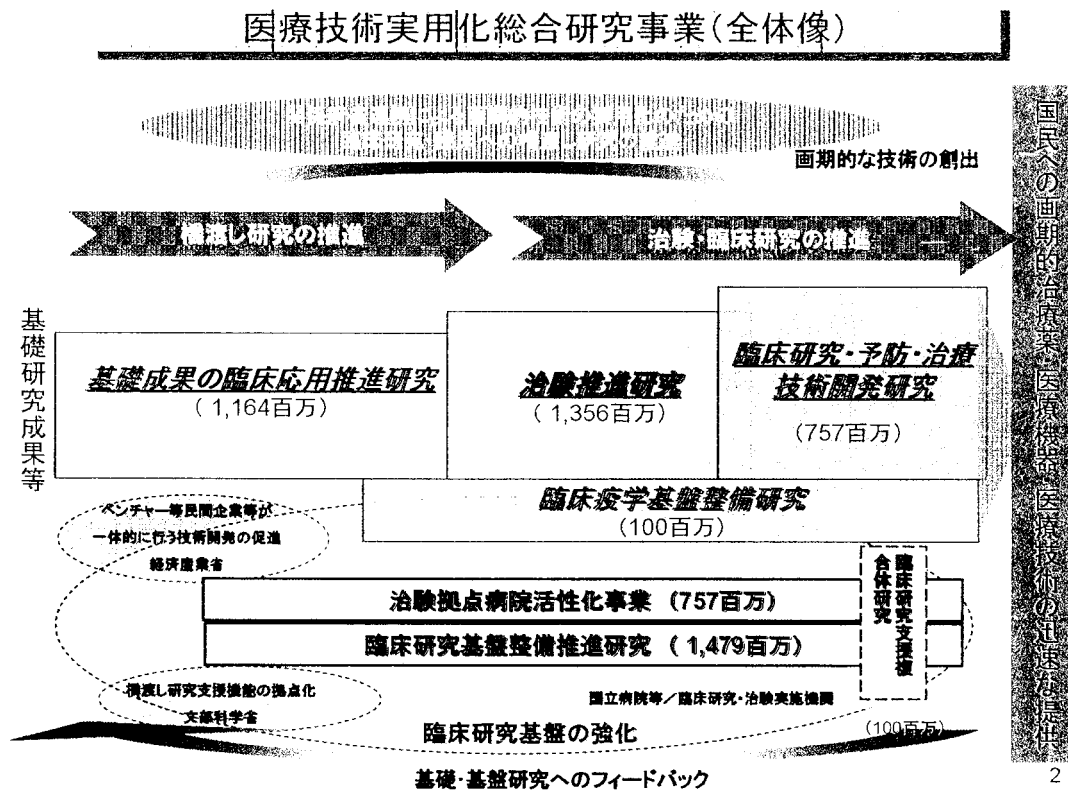 医療技術実用化総合研究事業（全体像）
画期的な技術の創出
橋渡し研究の推進
治験・臨床研究の推進
基礎研究成果等
基礎成果の臨床応用推進研究
（1,164百万）
治験推進研究
（1,356百万）
臨床研究・予防・治療
技術開発研究
（757百万）
臨床疫学基盤整備研究
（100百万）
ベンチャー等民間企業等が
一体的に行う技術開発の促進
経済産業省
治験拠点病院活性化事業 （757百万）
臨床研究基盤整備推進研究 （1,479百万）
臨床研究支援複
合体研究
（100百万）
橋渡し研究支援機能の拠点化
文部科学省
国立病院等／臨床研究・治験実施機関
臨床研究基盤の強化
基礎・基盤研究へのフィードバック
国民への画期的治療薬・医療機器・医療技術の迅速な提供
2